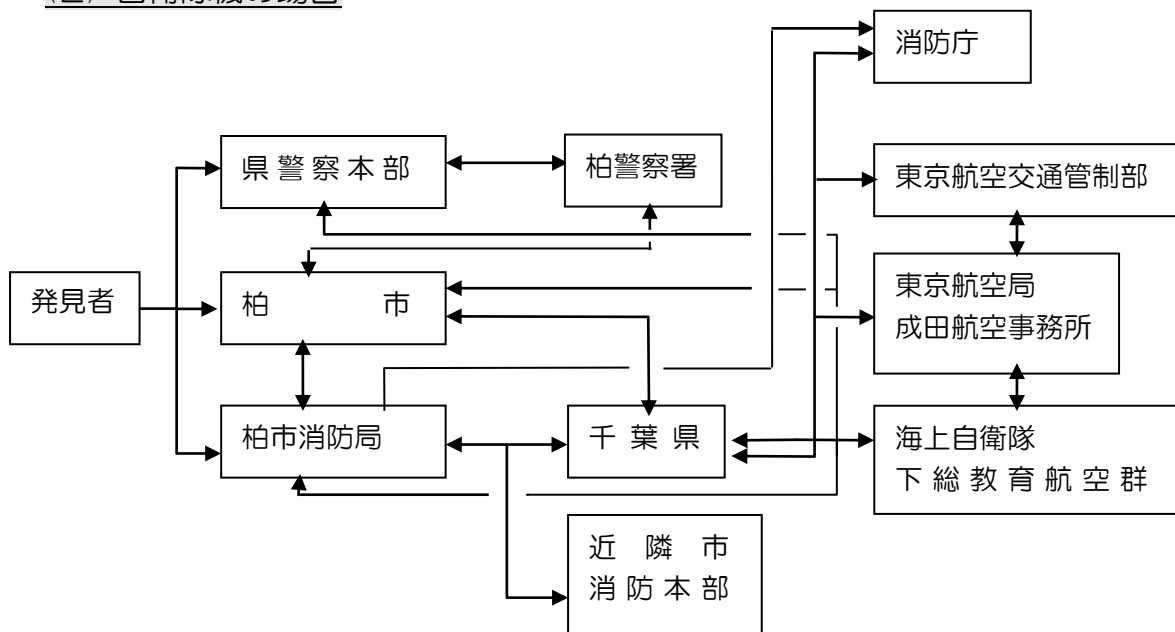 消防庁
県警察本部
柏警察署
東京航空交通管制部
発見者
柏 市
東京航空局
成田航空事務所
柏市消防局
千葉県
海上自衛隊
下総教育航空群
近隣市
消防本部